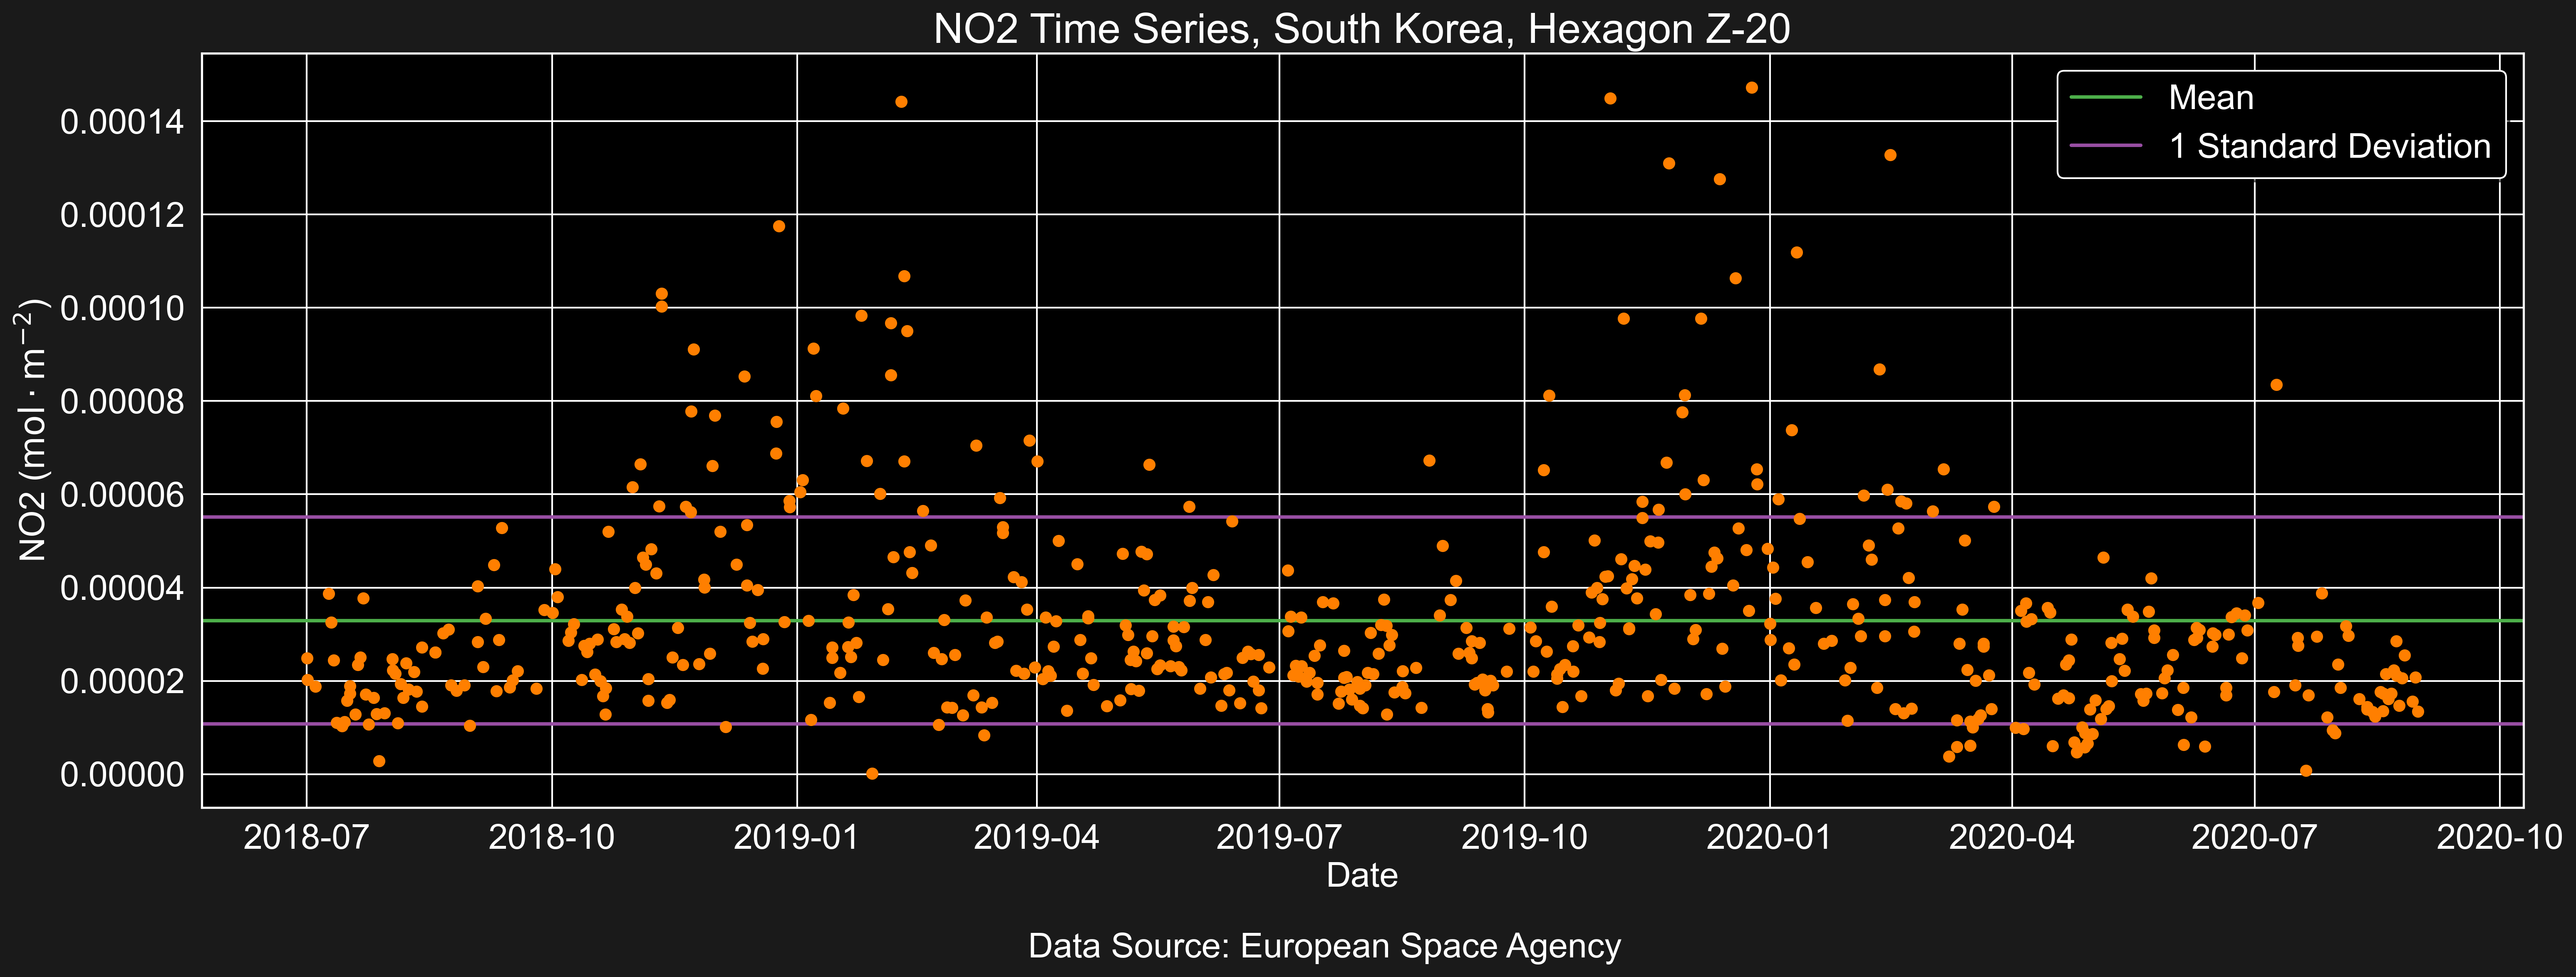 NO2 Time Series, South Korea, Hexagon Z-20
Mean
1 Standard Deviation
NO2 (mol · m⁻²)
0.00014
0.00012
0.00010
0.00008
0.00006
0.00004
0.00002
0.00000
2018-07 2018-10 2019-01 2019-04 2019-07 2019-10 2020-01 2020-04 2020-07 2020-10
Date
Data Source: European Space Agency